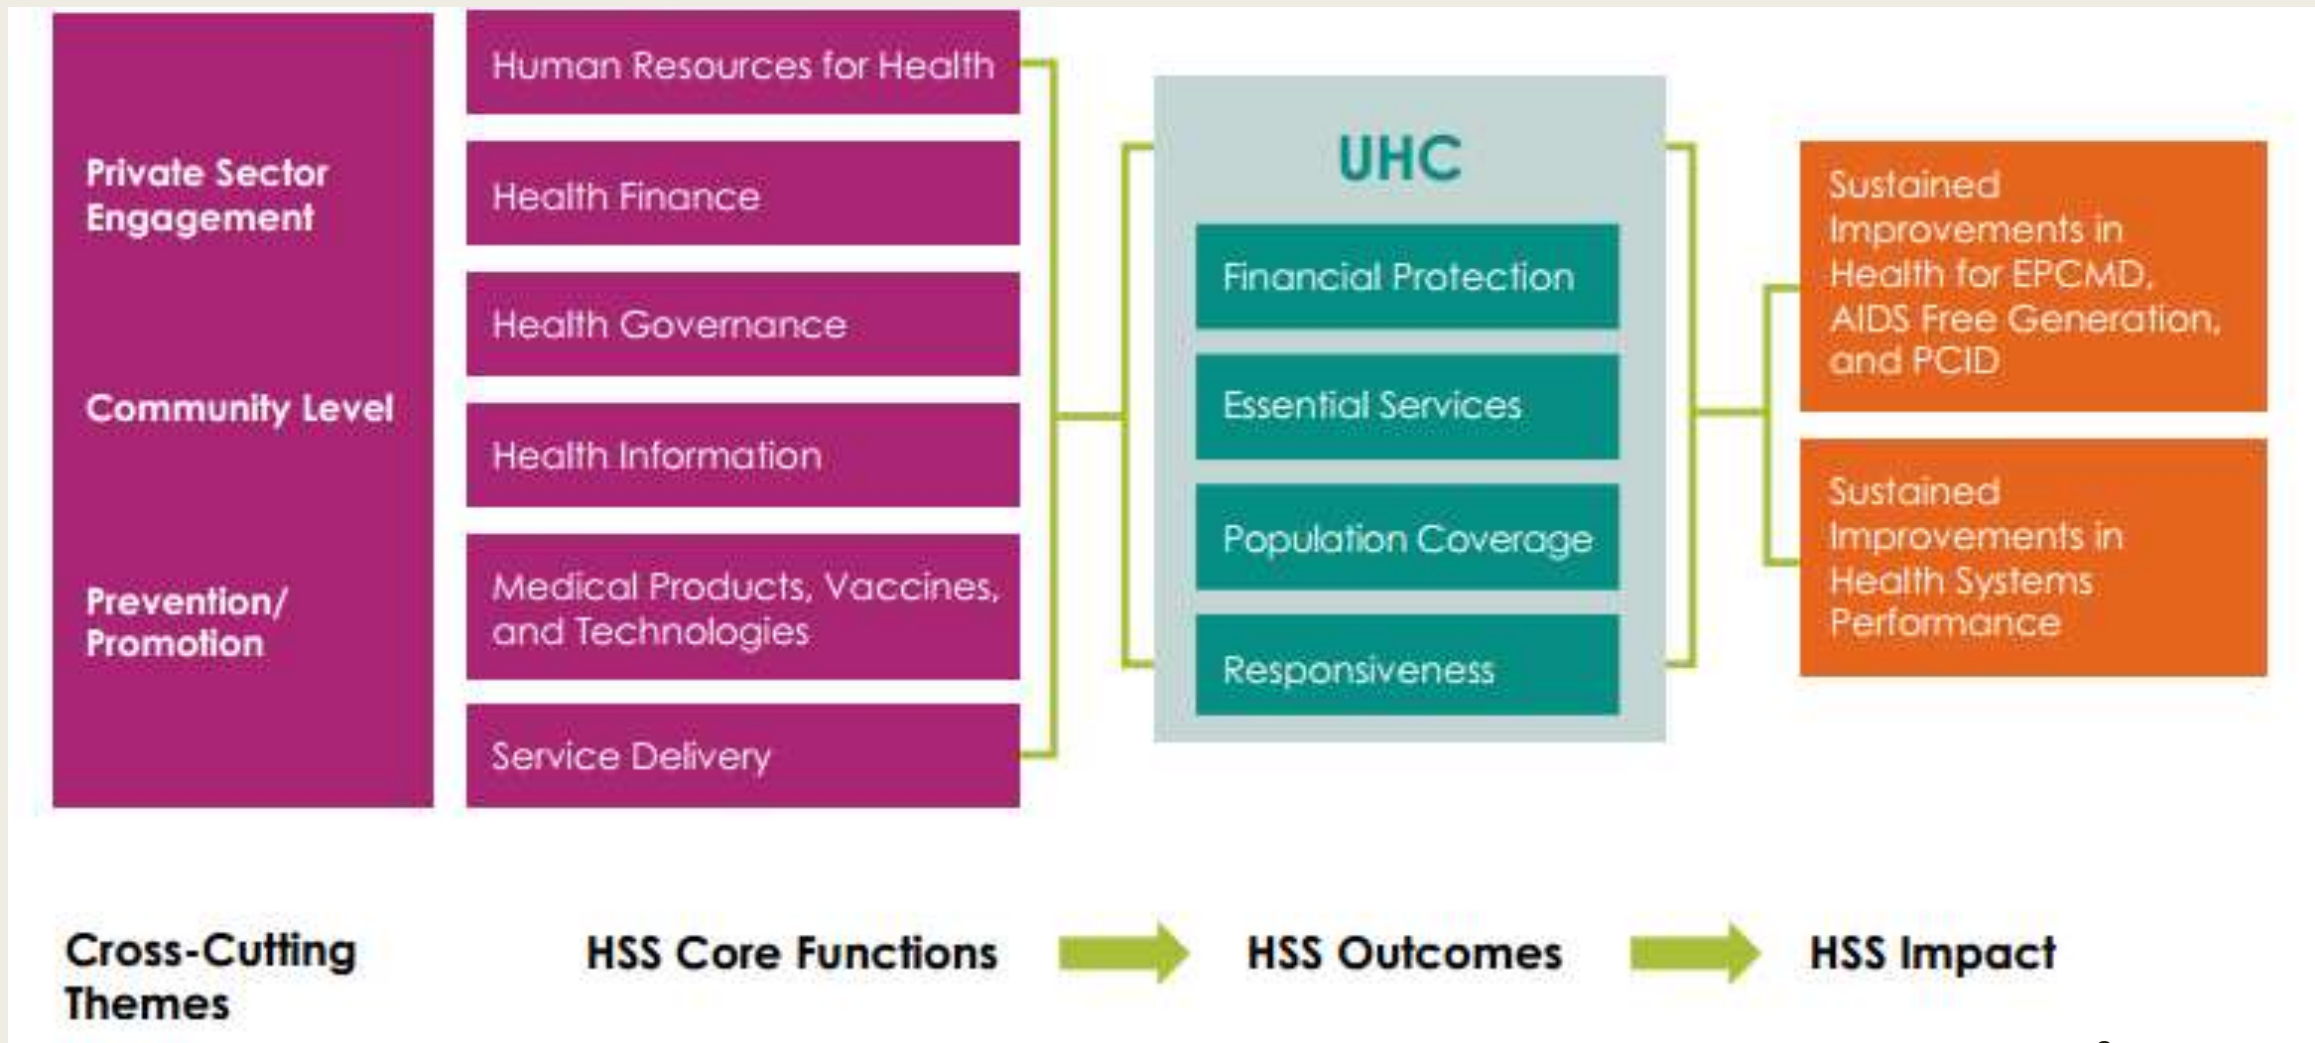 Private Sector
Engagement
Community Level
Prevention/
Promotion
Human Resources for Health
Health Finance
Health Governance
Health Information
Medical Products, Vaccines,
and Technologies
Service Delivery
UHC
Financial Protection
Essential Services
Population Coverage
Responsiveness
Sustained
Improvements in
Health for EPCMD,
AIDS Free Generation,
and PCID
Sustained
Improvements in
Health Systems
Performance
Cross-Cutting
Themes
HSS Core Functions
HSS Outcomes
HSS Impact